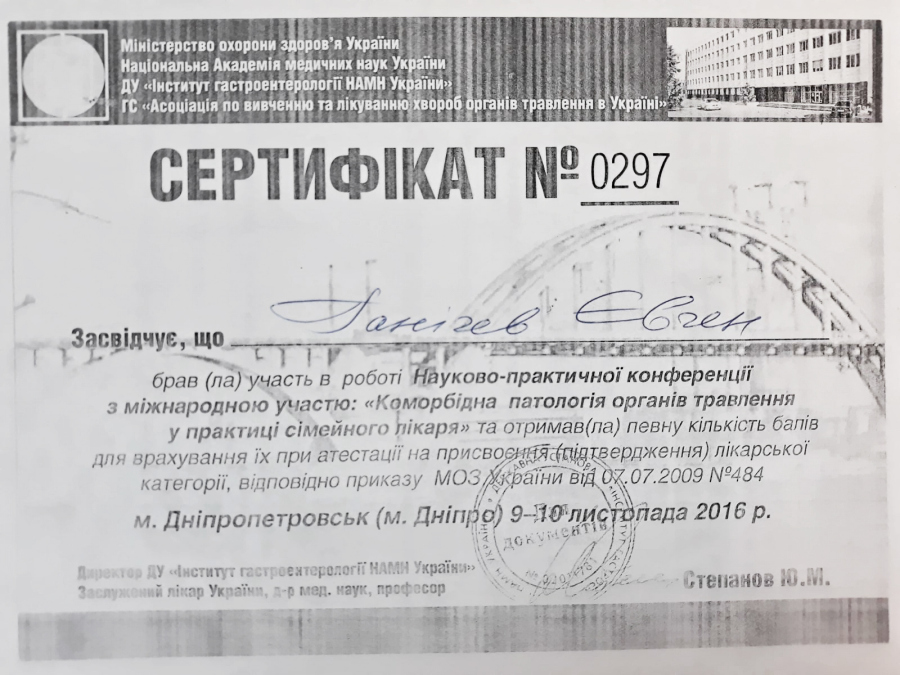 Міністерство охорони здоров'я України
Національна Академія медичних наук України
ДУ «Інститут гастроентерології НАМН України»
ГС «Асоціація по вивченню та лікуванню хвороб органів травлення в Україні»
СЕРТИФІКАТ № 0297
Засвідчує, що Ганічев Євген
брав (ла) участь в роботі Науково-практичної конференції
з міжнародною участю: «Коморбідна патологія органів травлення
у практиці сімейного лікаря» та отримав(ла) певну кількість балів
для врахування їх при атестації на присвоєння (підтвердження) лікарської
категорії, відповідно приказу МОЗ України від 07.07.2009 №484
м. Дніпропетровськ (м. Дніпро) 9–10 листопада 2016 р.
Для
документів
Директор ДУ «Інститут гастроентерології НАМН України»
Заслужений лікар України, д-р мед. наук, професор
Степанов Ю.М.